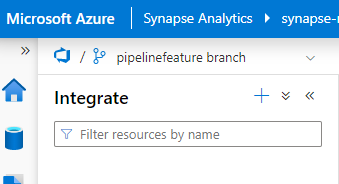 Microsoft Azure Synapse Analytics
/ pipelinefeature branch
Integrate
Filter resources by name